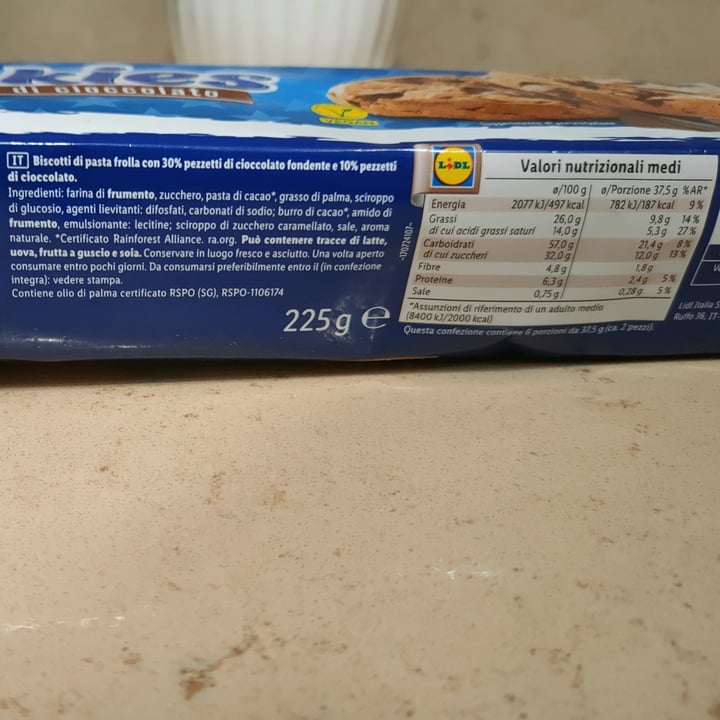 kies
di cioccolato
VEGAN
IT Biscotti di pasta frolla con 30% pezzetti di cioccolato fondente e 10% pezzetti
di cioccolato.
Ingredienti: farina di frumento, zucchero, pasta di cacao*, grasso di palma, sciroppo
di glucosio, agenti lievitanti: difosfati, carbonati di sodio; burro di cacao*, amido di
frumento, emulsionante: lecitine; sciroppo di zucchero caramellato, sale, aroma
naturale. *Certificato Rainforest Alliance. ra.org. Può contenere tracce di latte,
uova, frutta a guscio e soia. Conservare in luogo fresco e asciutto. Una volta aperto
consumare entro pochi giorni. Da consumarsi preferibilmente entro il (in confezione
integra): vedere stampa.
Contiene olio di palma certificato RSPO (SG), RSPO-1106174
225 g e
LIDL
Valori nutrizionali medi
ø/100 g ø/Porzione 37,5 g %AR*
Energia 2077 kJ/497 kcal 782 kJ/187 kcal 9 %
Grassi 26,0 g 9,8 g 14 %
di cui acidi grassi saturi 14,0 g 5,3 g 27 %
Carboidrati 57,0 g 21,4 g 8 %
di cui zuccheri 32,0 g 12,0 g 13 %
Fibre 4,8 g 1,8 g
Proteine 6,3 g 2,4 g 5 %
Sale 0,75 g 0,28 g 5 %
*Assunzioni di riferimento di un adulto medio
(8400 kJ/2000 kcal)
Questa confezione contiene 6 porzioni da 37,5 g (ca. 2 pezzi).
Lidl Italia S
Ruffo 36, IT-